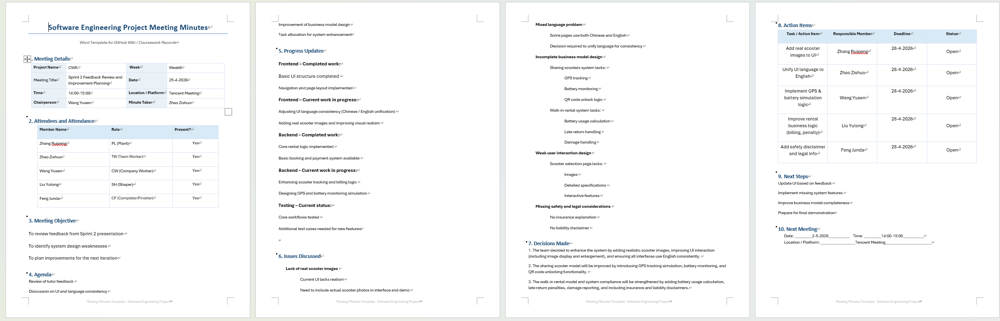 Software Engineering Project Meeting Minutes
Word Template for GitHub Wiki / Coursework Records
. Meeting Details
Project Name CWK Week Week6
Meeting Title Sprint 2 Feedback Review and
Improvement Planning Date 25-4-2026
Time 14:00-15:00 Location / Platform Tencent Meeting
Chairperson Wang Yusen Minute Taker Zhao Zishuo
2. Attendees and Attendance
Member Name Role Present?
Zhang Ruipeng PL (Plant) Yes
Zhao Zishuo TW (Team Worker) Yes
Wang Yusen CW (Company Worker) Yes
Liu Yutong SH (Shaper) Yes
Feng Junda CF (Completer/Finisher) Yes
3. Meeting Objective
To review feedback from Sprint 2 presentation
To identify system design weaknesses
To plan improvements for the next iteration
4. Agenda
Review of tutor feedback
Discussion on UI and language consistency
Meeting Minutes Template - Software Engineering Project
Improvement of business model design
Task allocation for system enhancement
5. Progress Updates
Frontend – Completed work:
Basic UI structure completed
Navigation and page layout implemented
Frontend – Current work in progress:
Adjusting UI language consistency (Chinese / English unification)
Adding real scooter images and improving visual realism
Backend – Completed work:
Core rental logic implemented
Basic booking and payment system available
Backend – Current work in progress:
Enhancing scooter tracking and billing logic
Designing GPS and battery monitoring simulation
Testing – Current status:
Core workflows tested
Additional test cases needed for new features
6. Issues Discussed
Lack of real scooter images
Current UI lacks realism
Need to include actual scooter photos in interface and demo
Meeting Minutes Template - Software Engineering Project
Mixed language problem
Some pages use both Chinese and English
Decision required to unify language for consistency
Incomplete business model design
Sharing scooters system lacks:
GPS tracking
Battery monitoring
QR code unlock logic
Walk-in rental system lacks:
Battery usage calculation
Late return handling
Damage handling
Weak user interaction design
Scooter selection page lacks:
Images
Detailed specifications
Interactive features
Missing safety and legal considerations
No insurance explanation
No liability disclaimer
7. Decisions Made
1. The team decided to enhance the system by adding realistic scooter images, improving UI interaction
(including image display and enlargement), and ensuring all interfaces use English consistently.
2. The sharing scooter model will be improved by introducing GPS tracking simulation, battery monitoring, and
QR code unlocking functionality.
3. The walk-in rental model and system compliance will be strengthened by adding battery usage calculation,
late return penalties, damage reporting, and including insurance and liability disclaimers.
Meeting Minutes Template - Software Engineering Project
8. Action Items
Task / Action Item Responsible Member Deadline Status
Add real scooter
images to UI Zhang Ruipeng 28-4-2026 Open
Unify UI language to
English Zhao Zishuo 28-4-2026 Open
Implement GPS &
battery simulation
logic Wang Yusen 28-4-2026 Open
Improve rental
business logic
(billing, penalty) Liu Yutong 28-4-2026 Open
Add safety disclaimer
and legal info Feng Junda 28-4-2026 Open
9. Next Steps
Update UI based on feedback
Implement missing system features
Improve business model completeness
Prepare for final demonstration
10. Next Meeting
Date: ________2-5-2026__________ Time: ________14:00-15:00__________
Location / Platform: ________________Tencent Meeting______________________
Meeting Minutes Template - Software Engineering Project